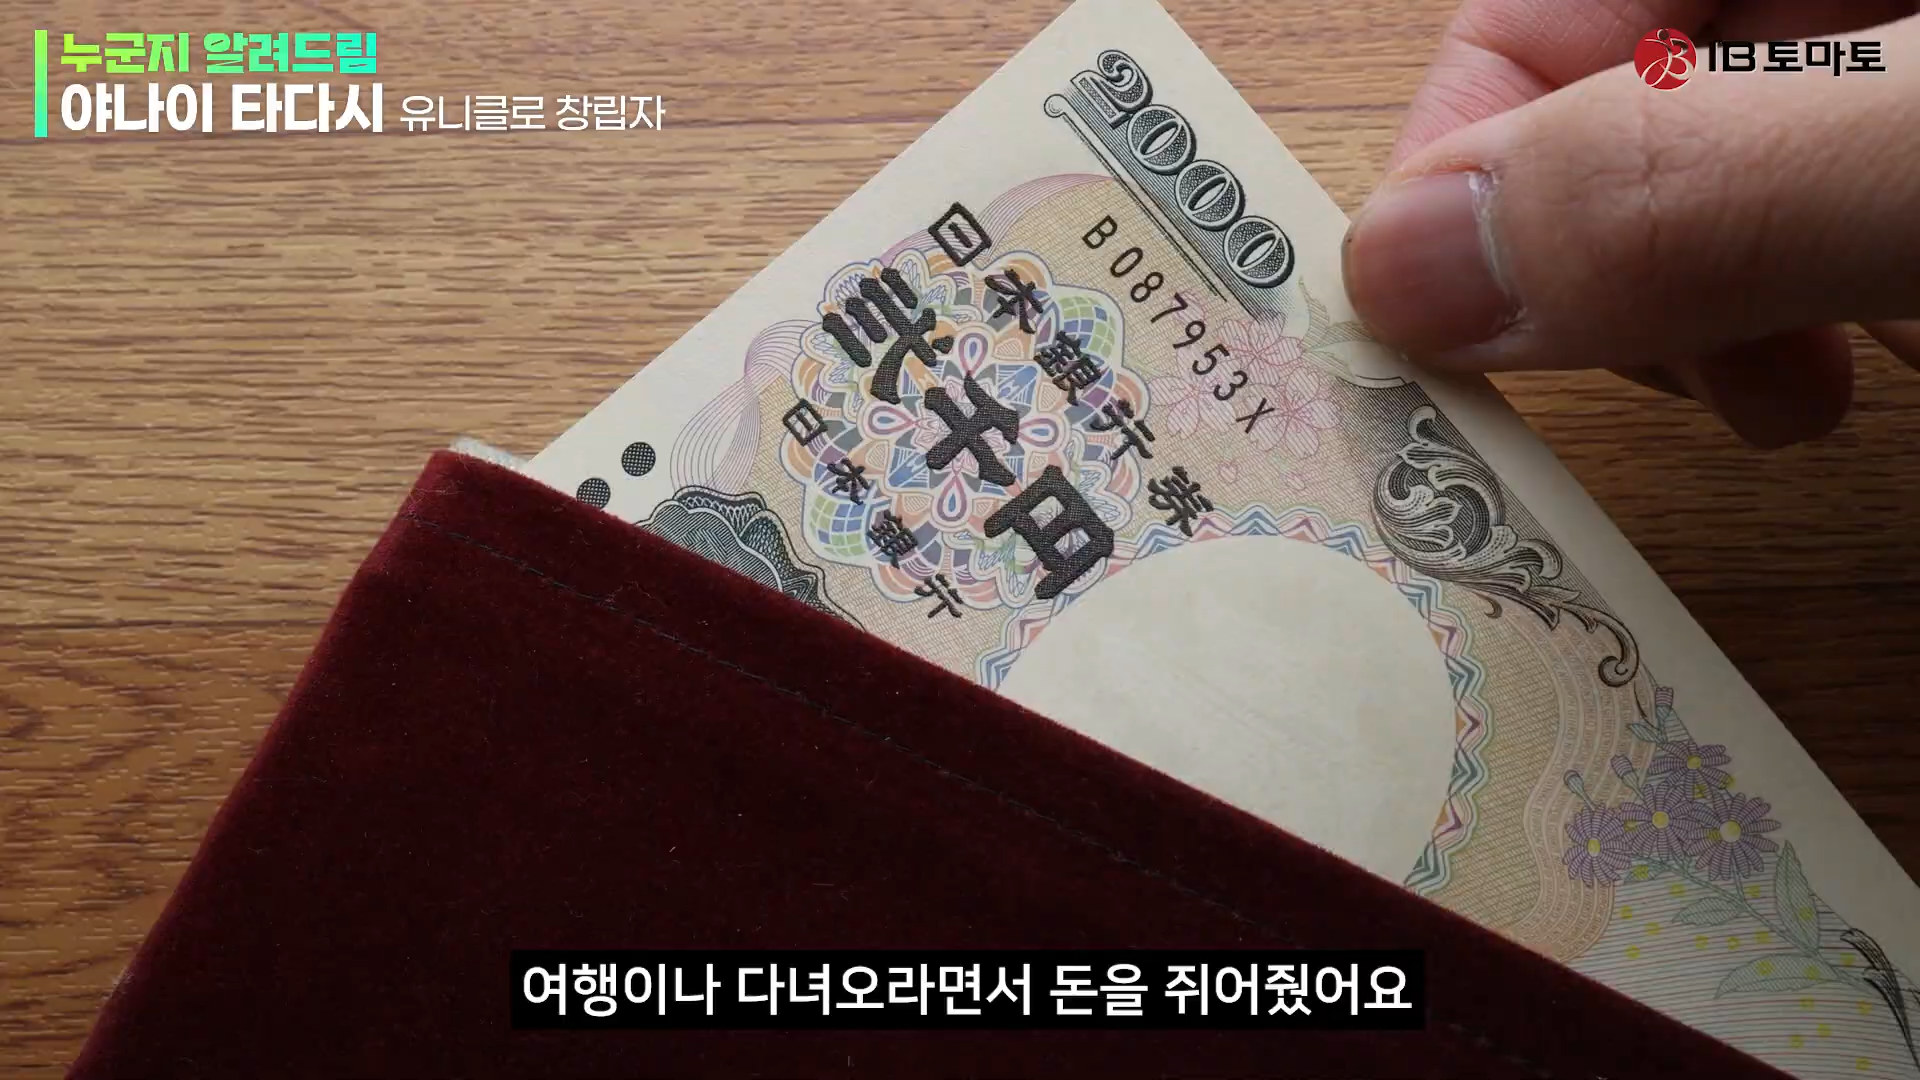 누군지 알려드림
야나이 타다시 유니클로 창립자
IB 토마토
2000
B087953X
日本銀行券
弐千円
日本銀行
여행이나 다녀오라면서 돈을 쥐어줬어요